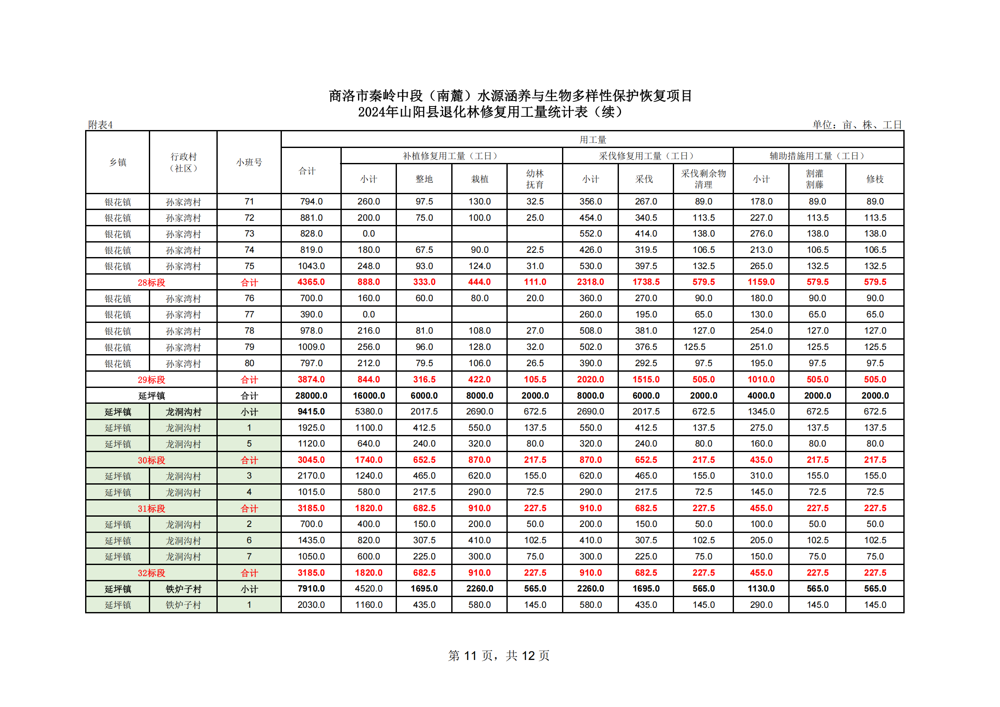 商洛市秦岭中段（南麓）水源涵养与生物多样性保护恢复项目
2024年山阳县退化林修复用工量统计表（续）
附表4 单位：亩、株、工日
乡镇 行政村（社区） 小班号 用工量
合计 补植修复用工量（工日） 采伐修复用工量（工日） 辅助措施用工量（工日）
小计 整地 栽植 幼林抚育 小计 采伐 采伐剩余物清理 小计 割灌割藤 修枝
银花镇 孙家湾村 71 794.0 260.0 97.5 130.0 32.5 356.0 267.0 89.0 178.0 89.0 89.0
银花镇 孙家湾村 72 881.0 200.0 75.0 100.0 25.0 454.0 340.5 113.5 227.0 113.5 113.5
银花镇 孙家湾村 73 828.0 0.0 552.0 414.0 138.0 276.0 138.0 138.0
银花镇 孙家湾村 74 819.0 180.0 67.5 90.0 22.5 426.0 319.5 106.5 213.0 106.5 106.5
银花镇 孙家湾村 75 1043.0 248.0 93.0 124.0 31.0 530.0 397.5 132.5 265.0 132.5 132.5
28标段 合计 4365.0 888.0 333.0 444.0 111.0 2318.0 1738.5 579.5 1159.0 579.5 579.5
银花镇 孙家湾村 76 700.0 160.0 60.0 80.0 20.0 360.0 270.0 90.0 180.0 90.0 90.0
银花镇 孙家湾村 77 390.0 0.0 260.0 195.0 65.0 130.0 65.0 65.0
银花镇 孙家湾村 78 978.0 216.0 81.0 108.0 27.0 508.0 381.0 127.0 254.0 127.0 127.0
银花镇 孙家湾村 79 1009.0 256.0 96.0 128.0 32.0 502.0 376.5 125.5 251.0 125.5 125.5
银花镇 孙家湾村 80 797.0 212.0 79.5 106.0 26.5 390.0 292.5 97.5 195.0 97.5 97.5
29标段 合计 3874.0 844.0 316.5 422.0 105.5 2020.0 1515.0 505.0 1010.0 505.0 505.0
延坪镇 合计 28000.0 16000.0 6000.0 8000.0 2000.0 8000.0 6000.0 2000.0 4000.0 2000.0 2000.0
延坪镇 龙洞沟村 小计 9415.0 5380.0 2017.5 2690.0 672.5 2690.0 2017.5 672.5 1345.0 672.5 672.5
延坪镇 龙洞沟村 1 1925.0 1100.0 412.5 550.0 137.5 550.0 412.5 137.5 275.0 137.5 137.5
延坪镇 龙洞沟村 5 1120.0 640.0 240.0 320.0 80.0 320.0 240.0 80.0 160.0 80.0 80.0
30标段 合计 3045.0 1740.0 652.5 870.0 217.5 870.0 652.5 217.5 435.0 217.5 217.5
延坪镇 龙洞沟村 3 2170.0 1240.0 465.0 620.0 155.0 620.0 465.0 155.0 310.0 155.0 155.0
延坪镇 龙洞沟村 4 1015.0 580.0 217.5 290.0 72.5 290.0 217.5 72.5 145.0 72.5 72.5
31标段 合计 3185.0 1820.0 682.5 910.0 227.5 910.0 682.5 227.5 455.0 227.5 227.5
延坪镇 龙洞沟村 2 700.0 400.0 150.0 200.0 50.0 200.0 150.0 50.0 100.0 50.0 50.0
延坪镇 龙洞沟村 6 1435.0 820.0 307.5 410.0 102.5 410.0 307.5 102.5 205.0 102.5 102.5
延坪镇 龙洞沟村 7 1050.0 600.0 225.0 300.0 75.0 300.0 225.0 75.0 150.0 75.0 75.0
32标段 合计 3185.0 1820.0 682.5 910.0 227.5 910.0 682.5 227.5 455.0 227.5 227.5
延坪镇 铁炉子村 小计 7910.0 4520.0 1695.0 2260.0 565.0 2260.0 1695.0 565.0 1130.0 565.0 565.0
延坪镇 铁炉子村 1 2030.0 1160.0 435.0 580.0 145.0 580.0 435.0 145.0 290.0 145.0 145.0
第 11 页，共 12 页